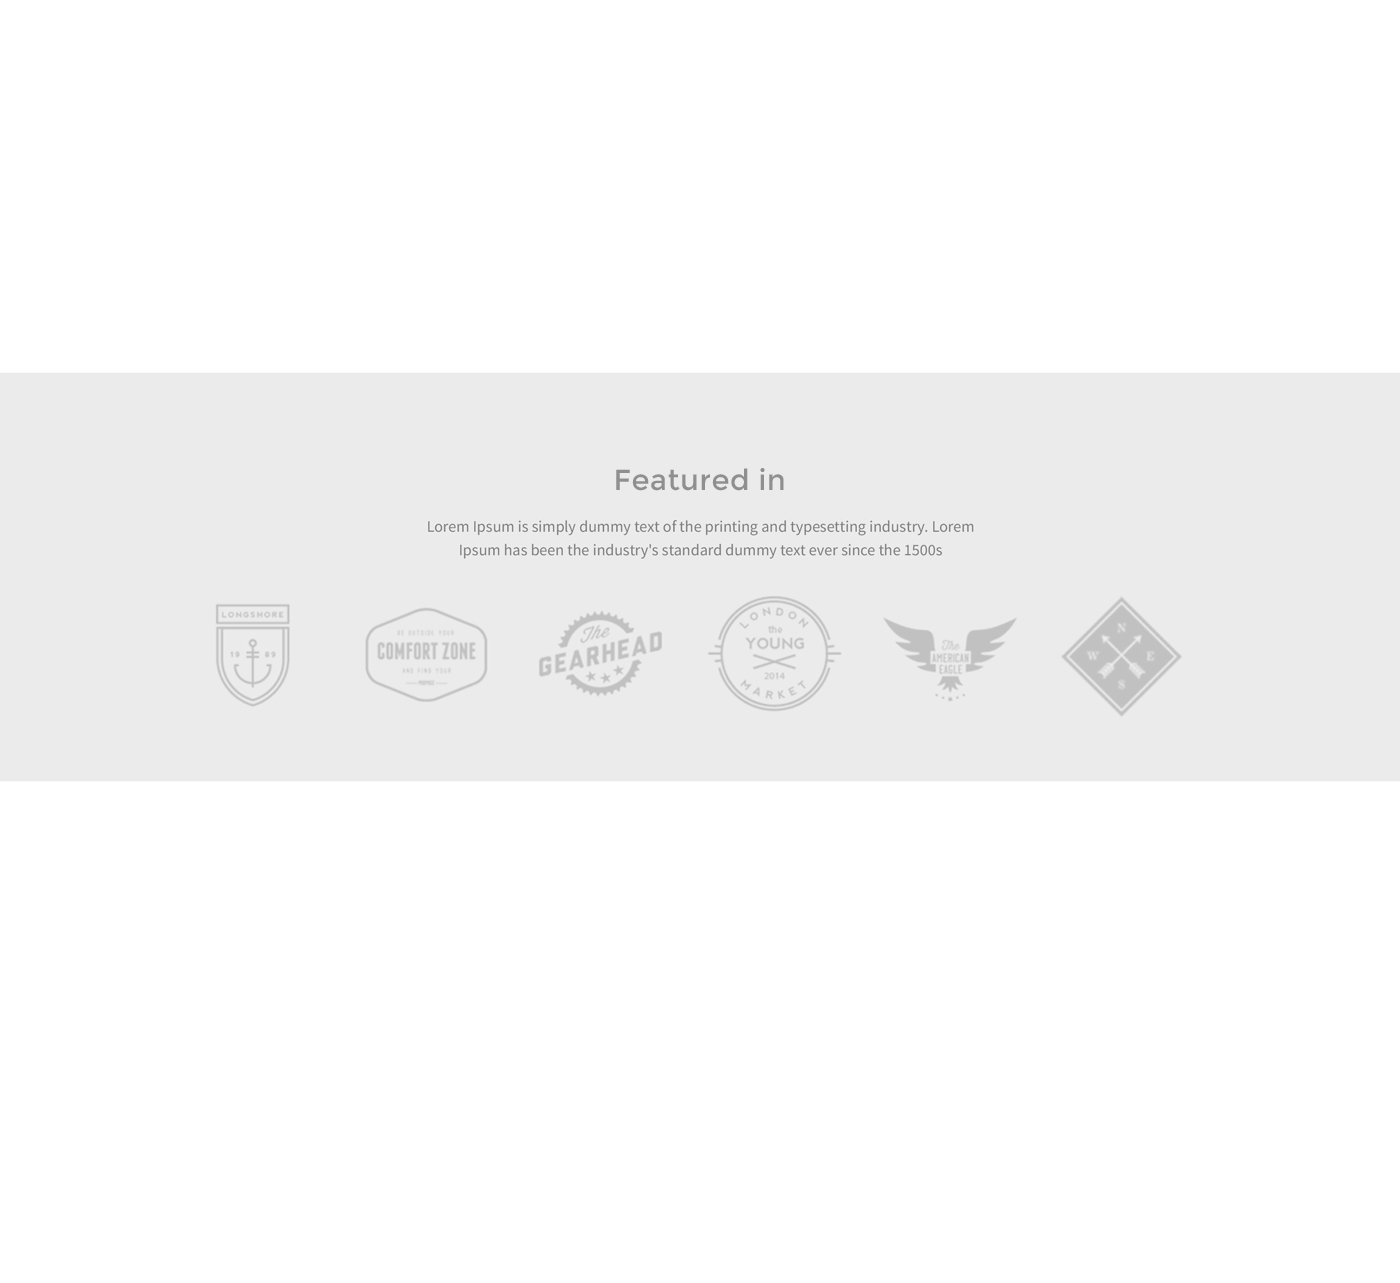 Featured in
Lorem Ipsum is simply dummy text of the printing and typesetting industry. Lorem
Ipsum has been the industry's standard dummy text ever since the 1500s
LONGSHORE
19 89
BE OUTSIDE YOUR
COMFORT ZONE
AND FIND YOUR
The
GEARHEAD
LONDON
the
YOUNG
2014
MARKET
The
AMERICAN
EAGLE
N
W E
S